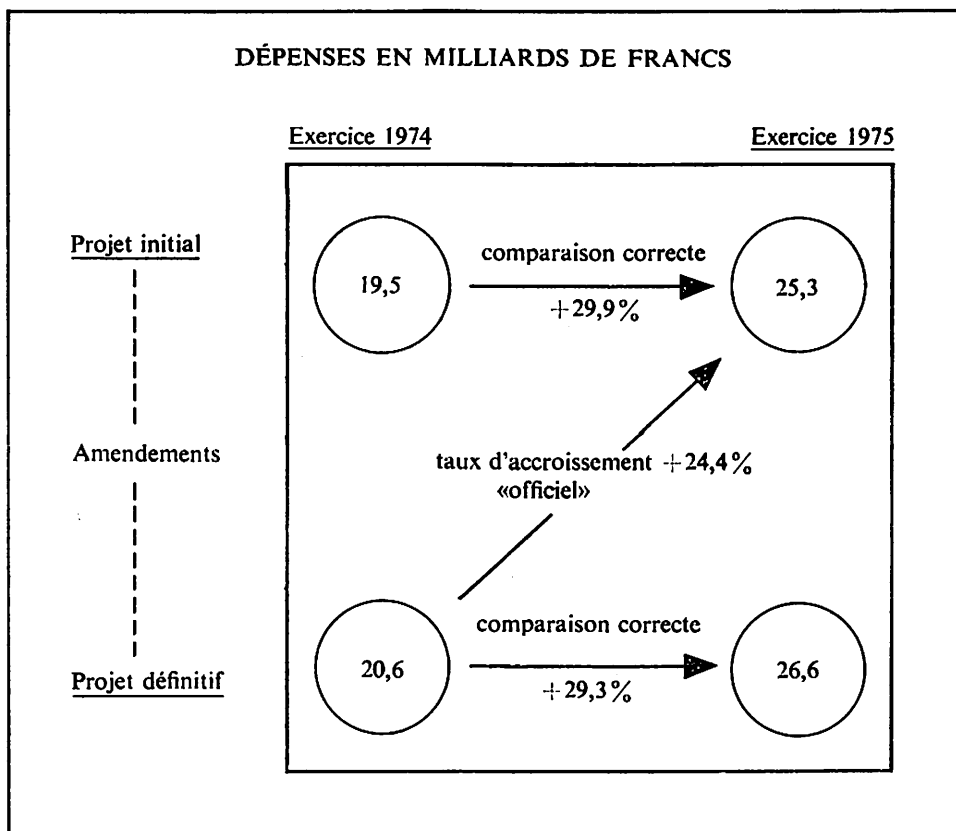 DÉPENSES EN MILLIARDS DE FRANCS
Exercice 1974
Exercice 1975
Projet initial
19,5
comparaison correcte
+29,9%
25,3
Amendements
taux d'accroissement +24,4%
«officiel»
Projet définitif
20,6
comparaison correcte
+29,3%
26,6